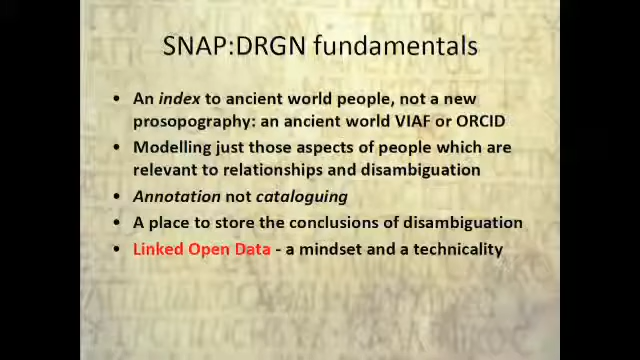 SNAP:DRGN fundamentals
• An index to ancient world people, not a new
prosopography: an ancient world VIAF or ORCID
• Modelling just those aspects of people which are
relevant to relationships and disambiguation
• Annotation not cataloguing
• A place to store the conclusions of disambiguation
• Linked Open Data - a mindset and a technicality